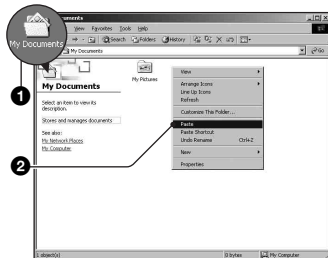 My Documents
uments
View Favorites Tools Help
Search Folders History
My Documents
Go
1
My Documents
My Pictures
Select an item to view its
description.
Stores and manages documents
See also:
My Network Places
My Computer
2
View
Arrange Icons
Line Up Icons
Refresh
Customize This Folder...
Paste
Paste Shortcut
Undo Rename Ctrl+Z
New
Properties
1 object(s)
0 bytes
My Computer